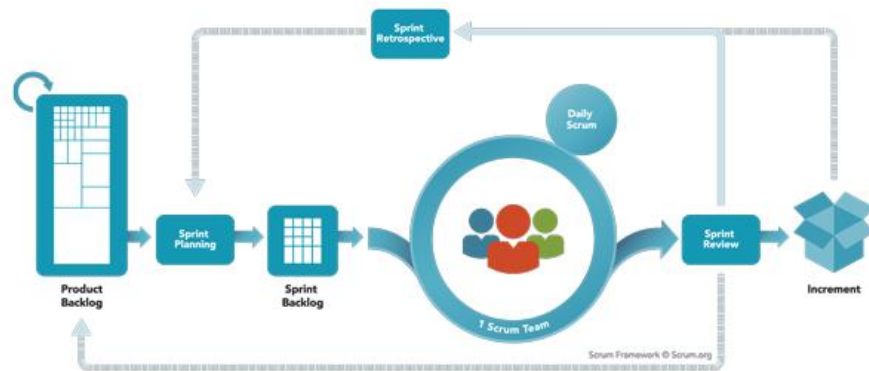 Sprint
Retrospective
Daily
Scrum
Sprint
Planning
Sprint
Review
Product
Backlog
Sprint
Backlog
1 Scrum Team
Increment
Scrum Framework © Scrum.org